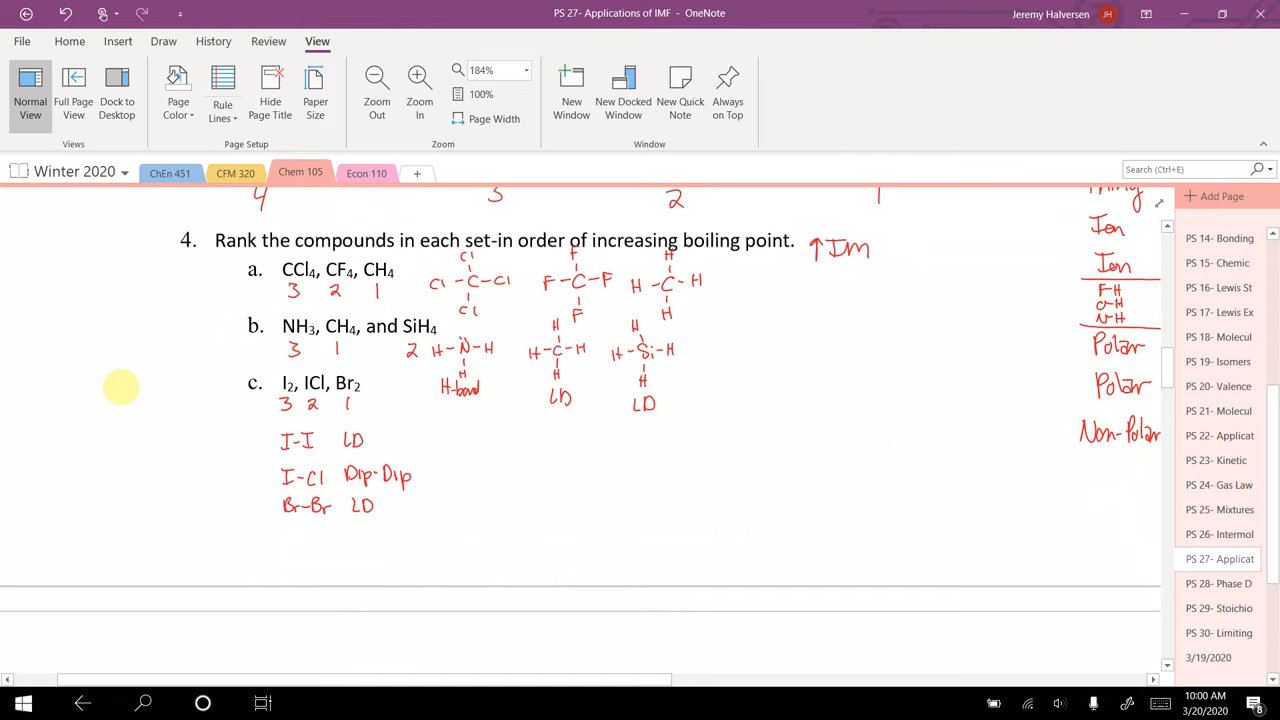 PS 27- Applications of IMF - OneNote
Jeremy Halversen JH
File Home Insert Draw History Review View
Normal View
Full Page View
Dock to Desktop
Views
Page Color
Rule Lines
Hide Page Title
Paper Size
Page Setup
Zoom Out
Zoom In
184%
100%
Page Width
Zoom
New Window
New Docked Window
New Quick Note
Always on Top
Window
Winter 2020 ChEn 451 CFM 320 Chem 105 Econ 110
Search (Ctrl+E)
4 3 2 1
4. Rank the compounds in each set-in order of increasing boiling point. ↑ IM
a. CCl4, CF4, CH4
3 2 1
Cl
Cl -C- Cl
Cl
F
F -C- F
F
H
H -C- H
H
b. NH3, CH4, and SiH4
3 1 2
H-N-H
H
H-bond
H
H-C-H
H
LD
H
H-Si-H
H
LD
c. I2, ICl, Br2
3 2 1
I-I LD
I-Cl Dip-Dip
Br-Br LD
Ion
Ion
F-H
O-H
N-H
Polar
Polar
Non-Polar
Add Page
PS 14- Bonding
PS 15- Chemic
PS 16- Lewis St
PS 17- Lewis Ex
PS 18- Molecul
PS 19- Isomers
PS 20- Valence
PS 21- Molecul
PS 22- Applicat
PS 23- Kinetic
PS 24- Gas Law
PS 25- Mixtures
PS 26- Intermol
PS 27- Applicat
PS 28- Phase D
PS 29- Stoichio
PS 30- Limiting
3/19/2020
10:00 AM
3/20/2020
8